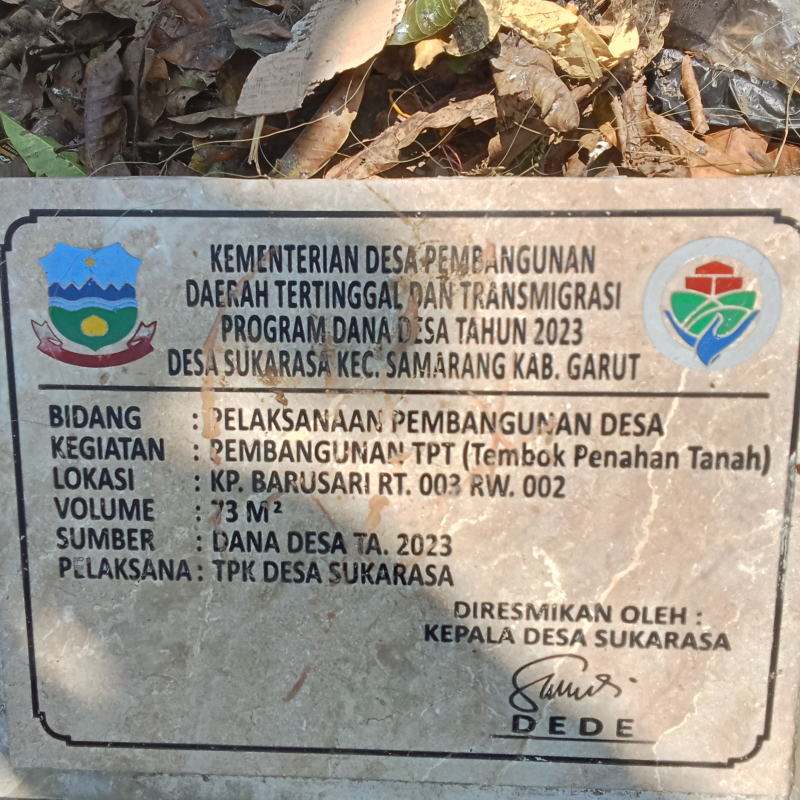 KEMENTERIAN DESA PEMBANGUNAN
DAERAH TERTINGGAL DAN TRANSMIGRASI
PROGRAM DANA DESA TAHUN 2023
DESA SUKARASA KEC. SAMARANG KAB. GARUT
BIDANG : PELAKSANAAN PEMBANGUNAN DESA
KEGIATAN : PEMBANGUNAN TPT (Tembok Penahan Tanah)
LOKASI : KP. BARUSARI RT. 003 RW. 002
VOLUME : 73 M²
SUMBER : DANA DESA TA. 2023
PELAKSANA : TPK DESA SUKARASA
DIRESMIKAN OLEH :
KEPALA DESA SUKARASA
DEDE